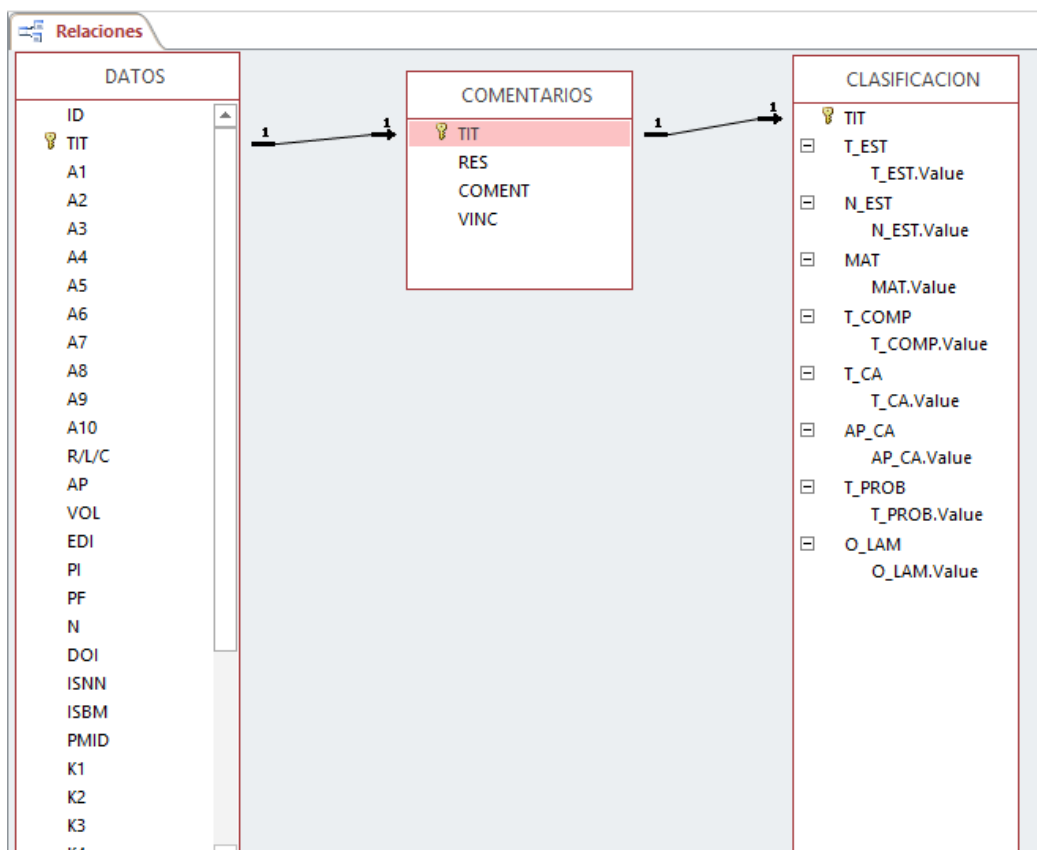 Relaciones
DATOS
ID
TIT
A1
A2
A3
A4
A5
A6
A7
A8
A9
A10
R/L/C
AP
VOL
EDI
PI
PF
N
DOI
ISNN
ISBM
PMID
K1
K2
K3
1 1
COMENTARIOS
TIT
RES
COMENT
VINC
1 1
CLASIFICACION
TIT
T_EST
T_EST.Value
N_EST
N_EST.Value
MAT
MAT.Value
T_COMP
T_COMP.Value
T_CA
T_CA.Value
AP_CA
AP_CA.Value
T_PROB
T_PROB.Value
O_LAM
O_LAM.Value